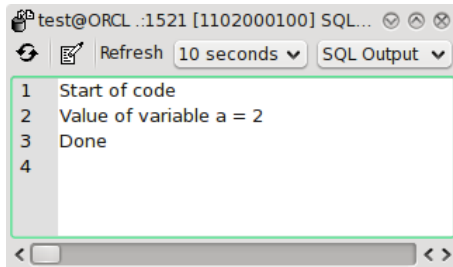 test@ORCL .:1521 [1102000100] SQL...
Refresh 10 seconds SQL Output
1 Start of code
2 Value of variable a = 2
3 Done
4